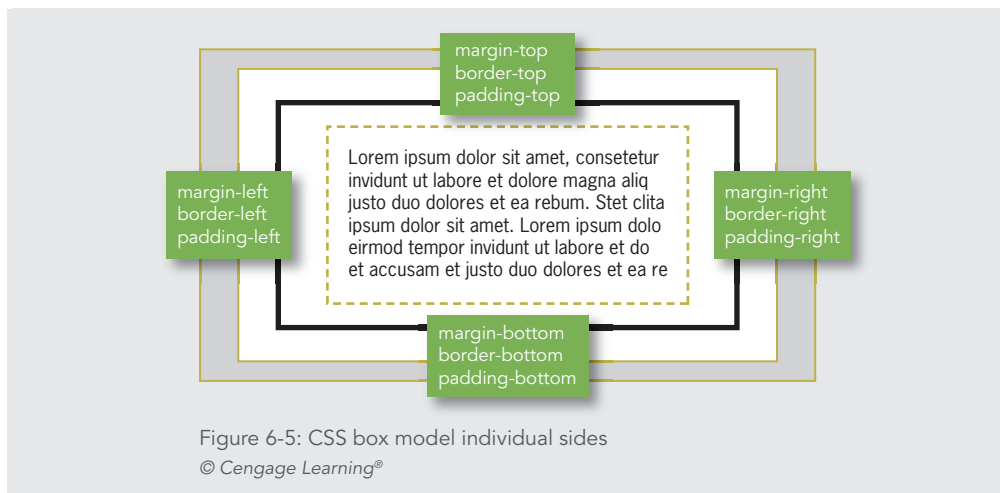 margin-top
border-top
padding-top
margin-left
border-left
padding-left
Lorem ipsum dolor sit amet, consetetur
invidunt ut labore et dolore magna aliq
justo duo dolores et ea rebum. Stet clita
ipsum dolor sit amet. Lorem ipsum dolo
eirmod tempor invidunt ut labore et do
et accusam et justo duo dolores et ea re
margin-right
border-right
padding-right
margin-bottom
border-bottom
padding-bottom
Figure 6-5: CSS box model individual sides
© Cengage Learning®